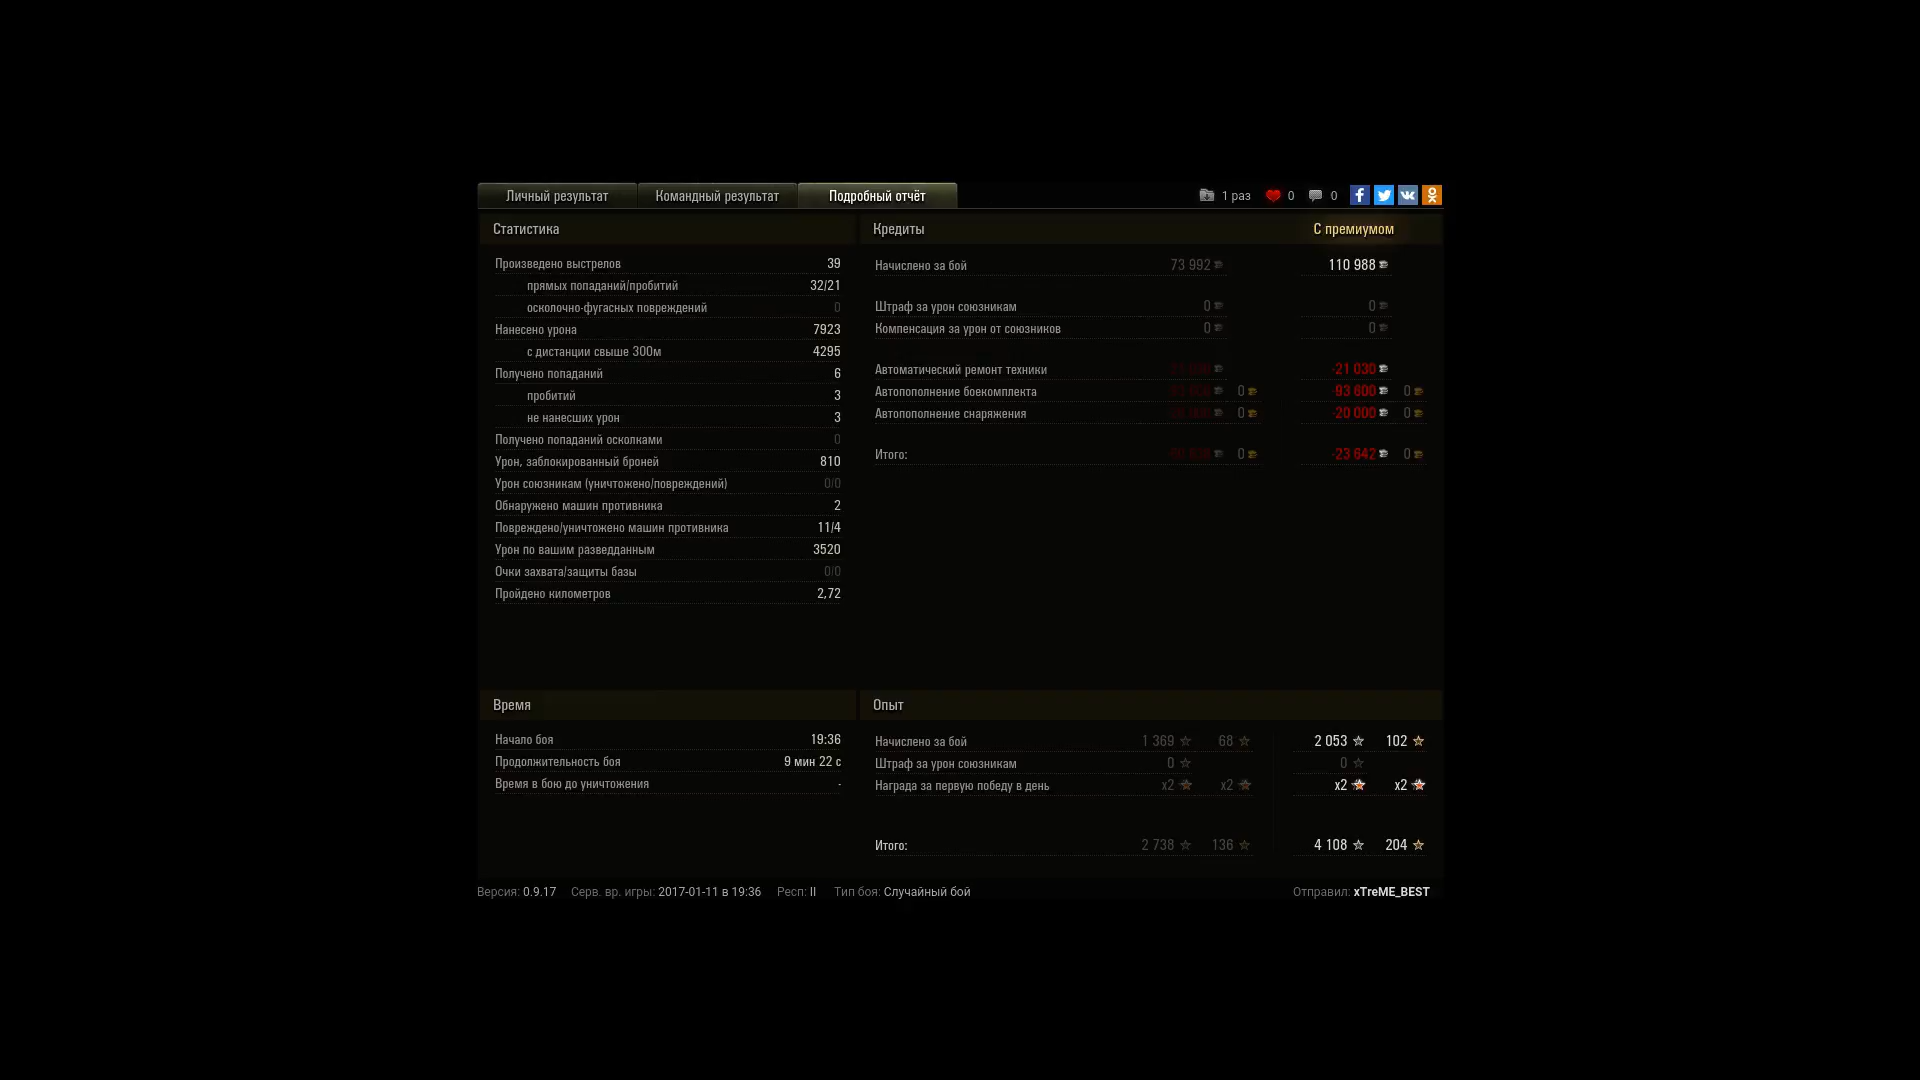 Личный результат Командный результат Подробный отчёт 1 раз 0 0
Статистика
Произведено выстрелов 39
прямых попаданий/пробитий 32/21
осколочно-фугасных повреждений 0
Нанесено урона 7923
с дистанции свыше 300м 4295
Получено попаданий 6
пробитий 3
не нанесших урон 3
Получено попаданий осколками 0
Урон, заблокированный броней 810
Урон союзникам (уничтожено/повреждений) 0/0
Обнаружено машин противника 2
Повреждено/уничтожено машин противника 11/4
Урон по вашим разведданным 3520
Очки захвата/защиты базы 0/0
Пройдено километров 2,72
Кредиты С премиумом
Начислено за бой 73 992 110 988
Штраф за урон союзникам 0 0
Компенсация за урон от союзников 0 0
Автоматический ремонт техники -21 030
Автопополнение боекомплекта 0 -93 600 0
Автопополнение снаряжения 0 -20 000 0
Итого: 0 -23 642 0
Время
Начало боя 19:36
Продолжительность боя 9 мин 22 с
Время в бою до уничтожения -
Опыт
Начислено за бой 1 369 68 2 053 102
Штраф за урон союзникам 0 0
Награда за первую победу в день x2 x2 x2 x2
Итого: 2 738 136 4 108 204
Версия: 0.9.17 Серв. вр. игры: 2017-01-11 в 19:36 Респ: II Тип боя: Случайный бой Отправил: xTreME_BEST